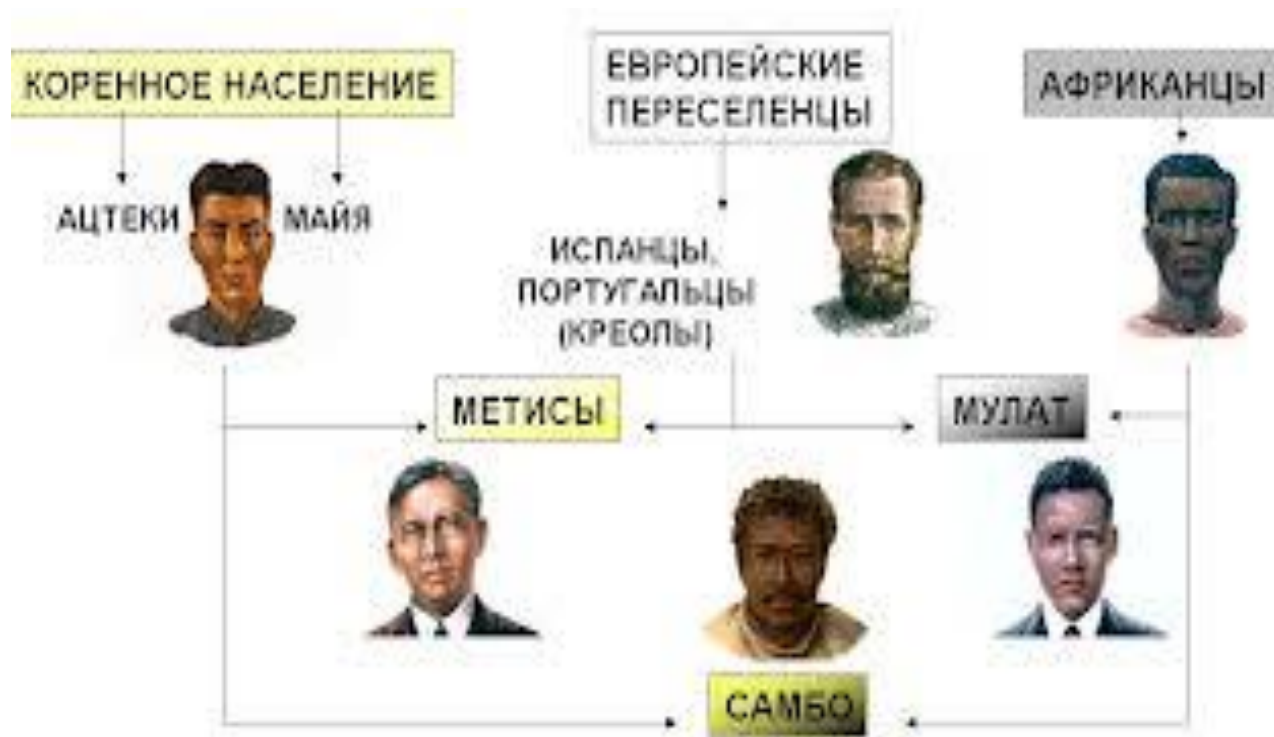 КОРЕННОЕ НАСЕЛЕНИЕ
ЕВРОПЕЙСКИЕ
ПЕРЕСЕЛЕНЦЫ
АФРИКАНЦЫ
АЦТЕКИ
МАЙЯ
ИСПАНЦЫ,
ПОРТУГАЛЬЦЫ
(КРЕОЛЫ)
МЕТИСЫ
МУЛАТ
САМБО